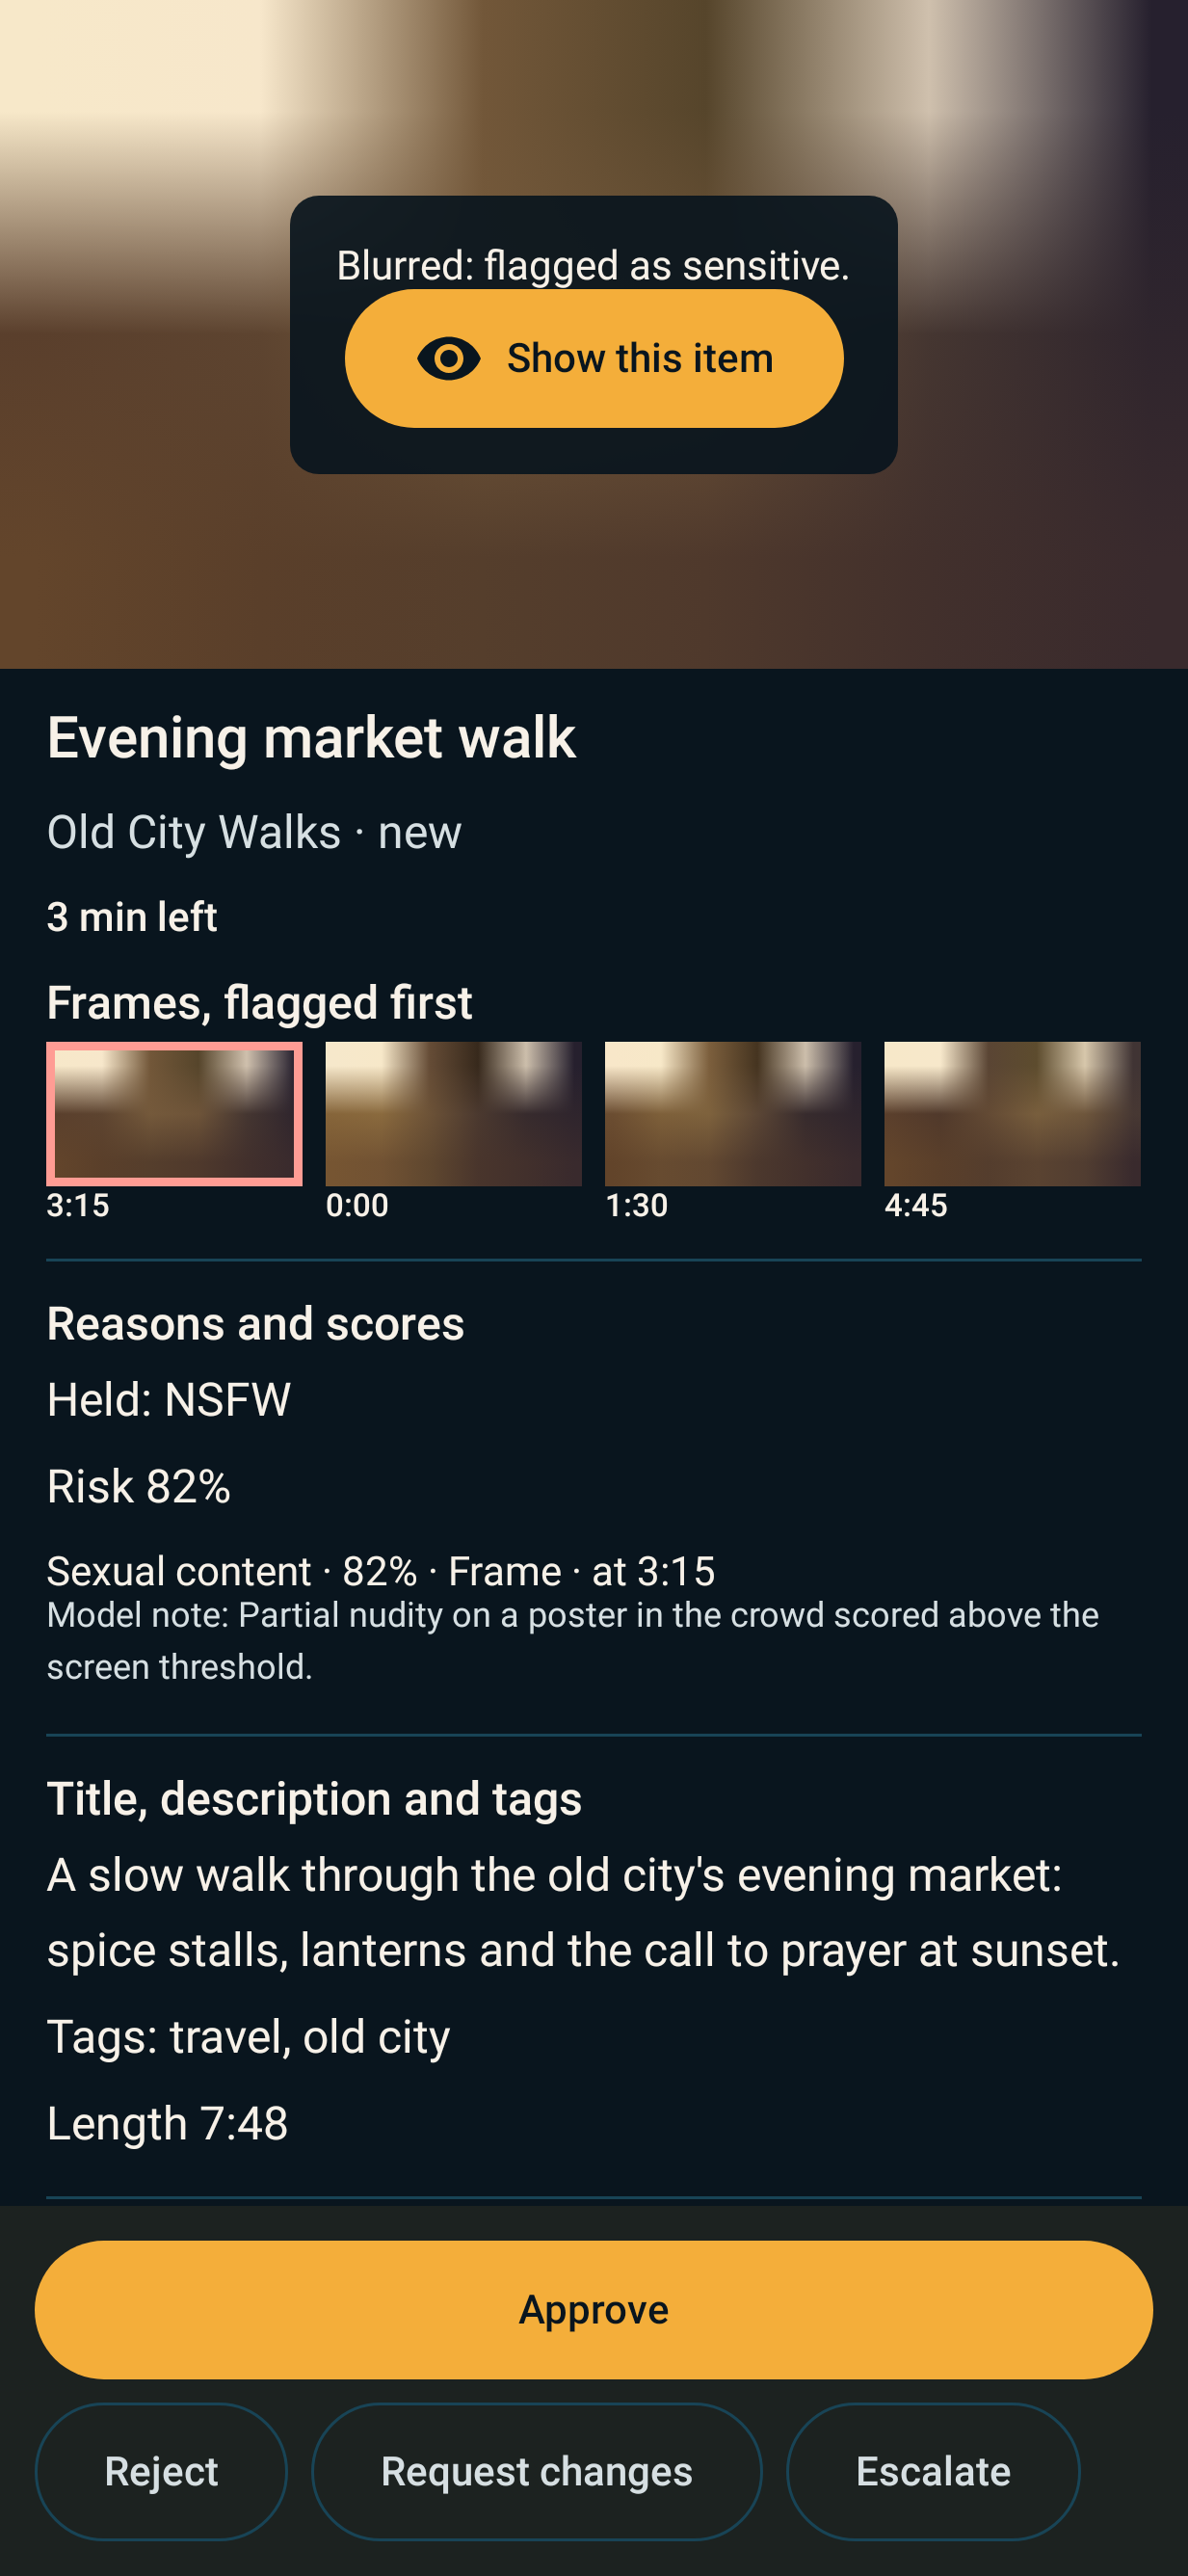 Blurred: flagged as sensitive.
Show this item
Evening market walk
Old City Walks · new
3 min left
Frames, flagged first
3:15
0:00
1:30
4:45
Reasons and scores
Held: NSFW
Risk 82%
Sexual content · 82% · Frame · at 3:15
Model note: Partial nudity on a poster in the crowd scored above the
screen threshold.
Title, description and tags
A slow walk through the old city's evening market:
spice stalls, lanterns and the call to prayer at sunset.
Tags: travel, old city
Length 7:48
Approve
Reject
Request changes
Escalate